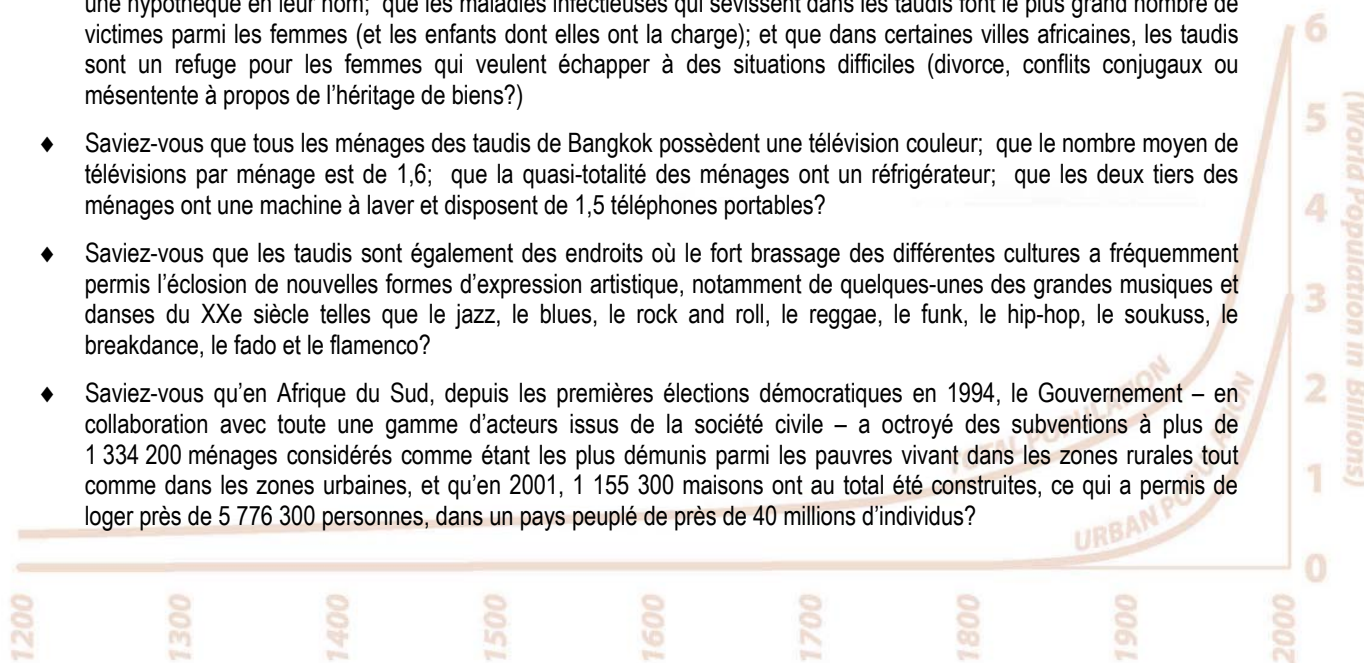 une hypothèque en leur nom; que les maladies infectieuses qui sévissent dans les taudis font le plus grand nombre de
victimes parmi les femmes (et les enfants dont elles ont la charge); et que dans certaines villes africaines, les taudis
sont un refuge pour les femmes qui veulent échapper à des situations difficiles (divorce, conflits conjugaux ou
mésentente à propos de l'héritage de biens?)
♦ Saviez-vous que tous les ménages des taudis de Bangkok possèdent une télévision couleur; que le nombre moyen de
télévisions par ménage est de 1,6; que la quasi-totalité des ménages ont un réfrigérateur; que les deux tiers des
ménages ont une machine à laver et disposent de 1,5 téléphones portables?
♦ Saviez-vous que les taudis sont également des endroits où le fort brassage des différentes cultures a fréquemment
permis l'éclosion de nouvelles formes d'expression artistique, notamment de quelques-unes des grandes musiques et
danses du XXe siècle telles que le jazz, le blues, le rock and roll, le reggae, le funk, le hip-hop, le soukuss, le
breakdance, le fado et le flamenco?
♦ Saviez-vous qu'en Afrique du Sud, depuis les premières élections démocratiques en 1994, le Gouvernement – en
collaboration avec toute une gamme d'acteurs issus de la société civile – a octroyé des subventions à plus de
1 334 200 ménages considérés comme étant les plus démunis parmi les pauvres vivant dans les zones rurales tout
comme dans les zones urbaines, et qu'en 2001, 1 155 300 maisons ont au total été construites, ce qui a permis de
loger près de 5 776 300 personnes, dans un pays peuplé de près de 40 millions d'individus?
TOTAL POPULATION
URBAN POPULATION
6
5
4
3
2
1
0
(World Population in Billions)
1200
1300
1400
1500
1600
1700
1800
1900
2000